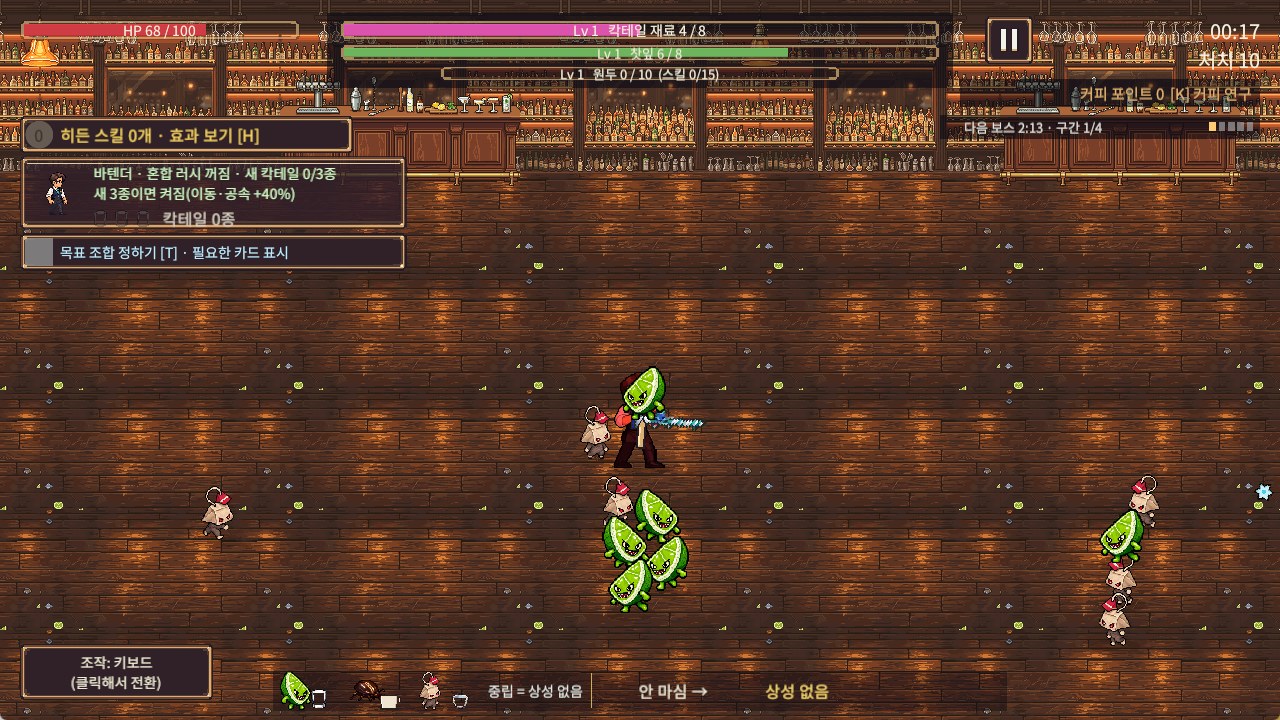 HP 68 / 100
Lv 1 칵테일 재료 4 / 8
Lv 1 찻잎 6 / 8
Lv 1 원두 0 / 10 (스킬 0/15)
00:17
처치 10
커피 포인트 0 [K] 커피 연구
다음 보스 2:13 · 구간 1/4
0 히든 스킬 0개 · 효과 보기 [H]
바텐더 · 혼합 러시 꺼짐 · 새 칵테일 0/3종
새 3종이면 켜짐(이동·공속 +40%)
칵테일 0종
목표 조합 정하기 [T] · 필요한 카드 표시
조작: 키보드
(클릭해서 전환)
중립 = 상성 없음
안 마심 →
상성 없음